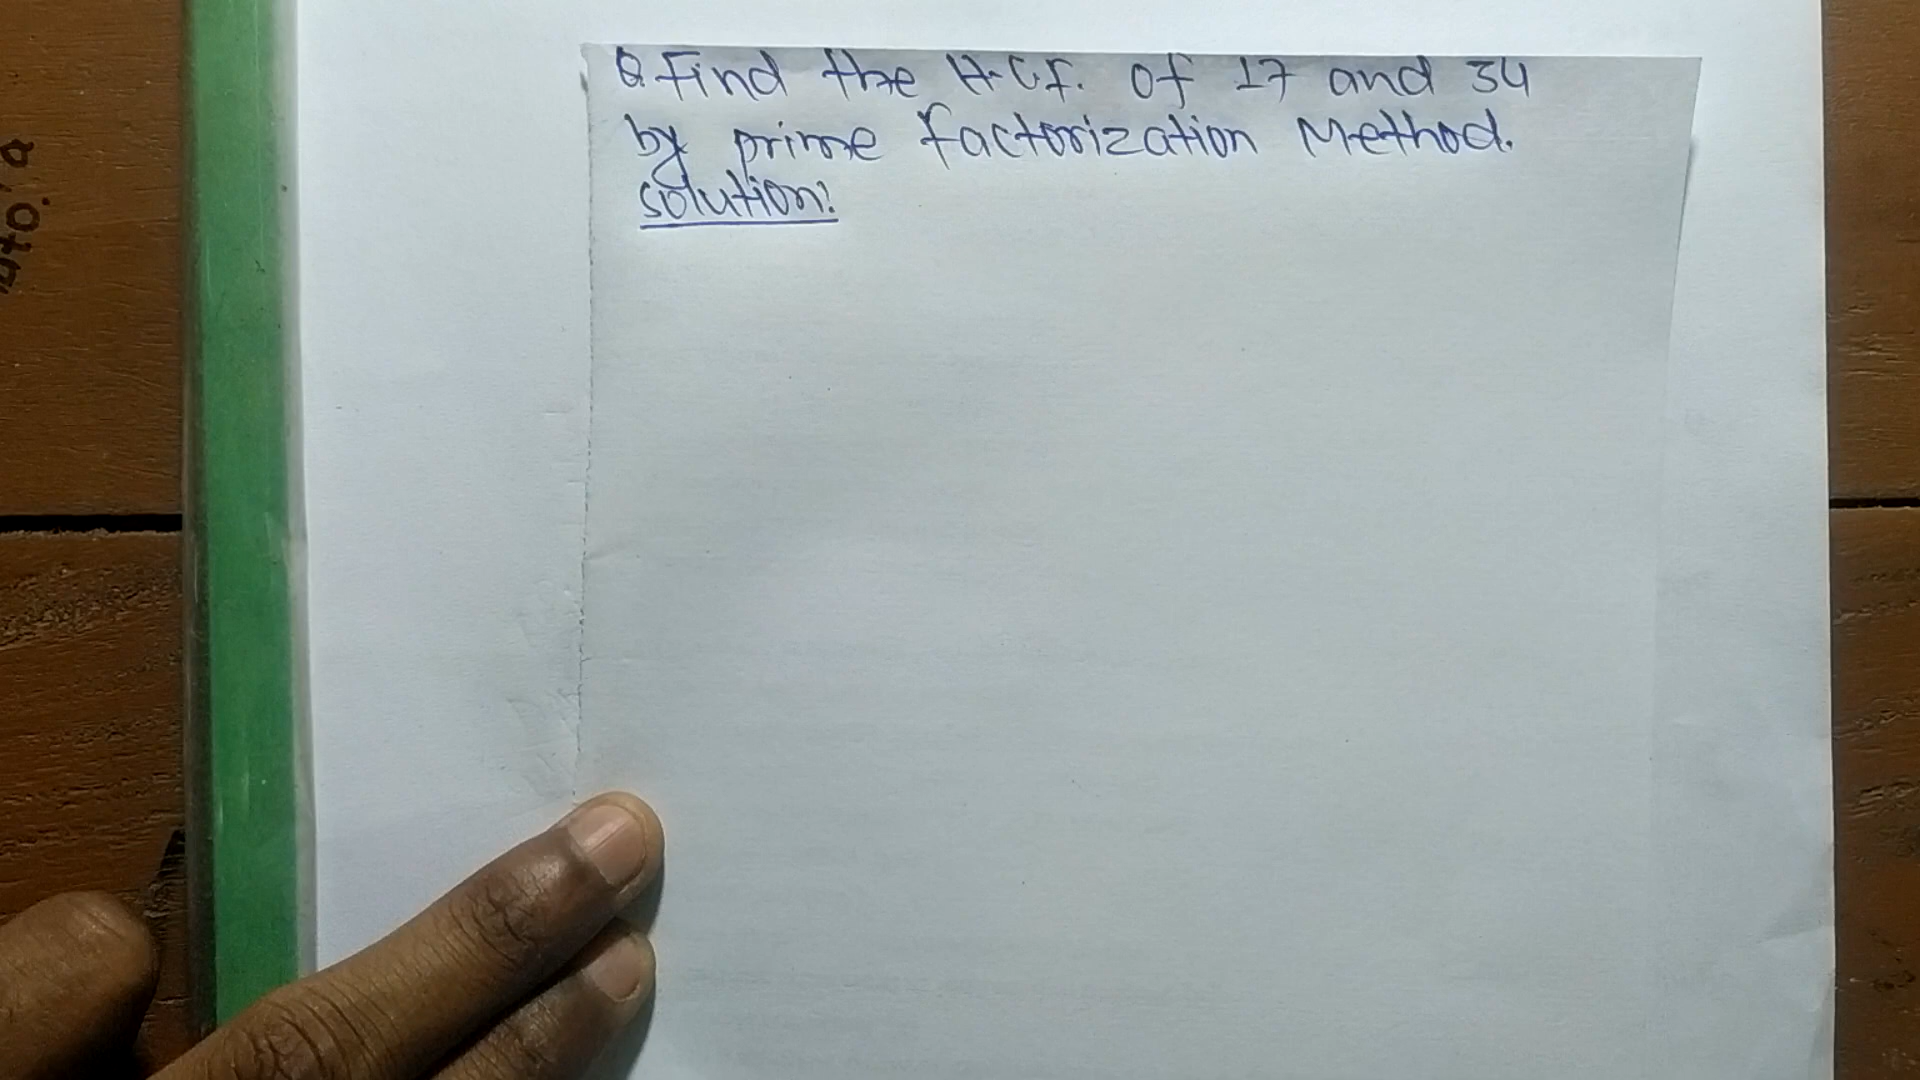 Q. Find the H.C.F. of 17 and 34
by prime factorization Method.
solution: